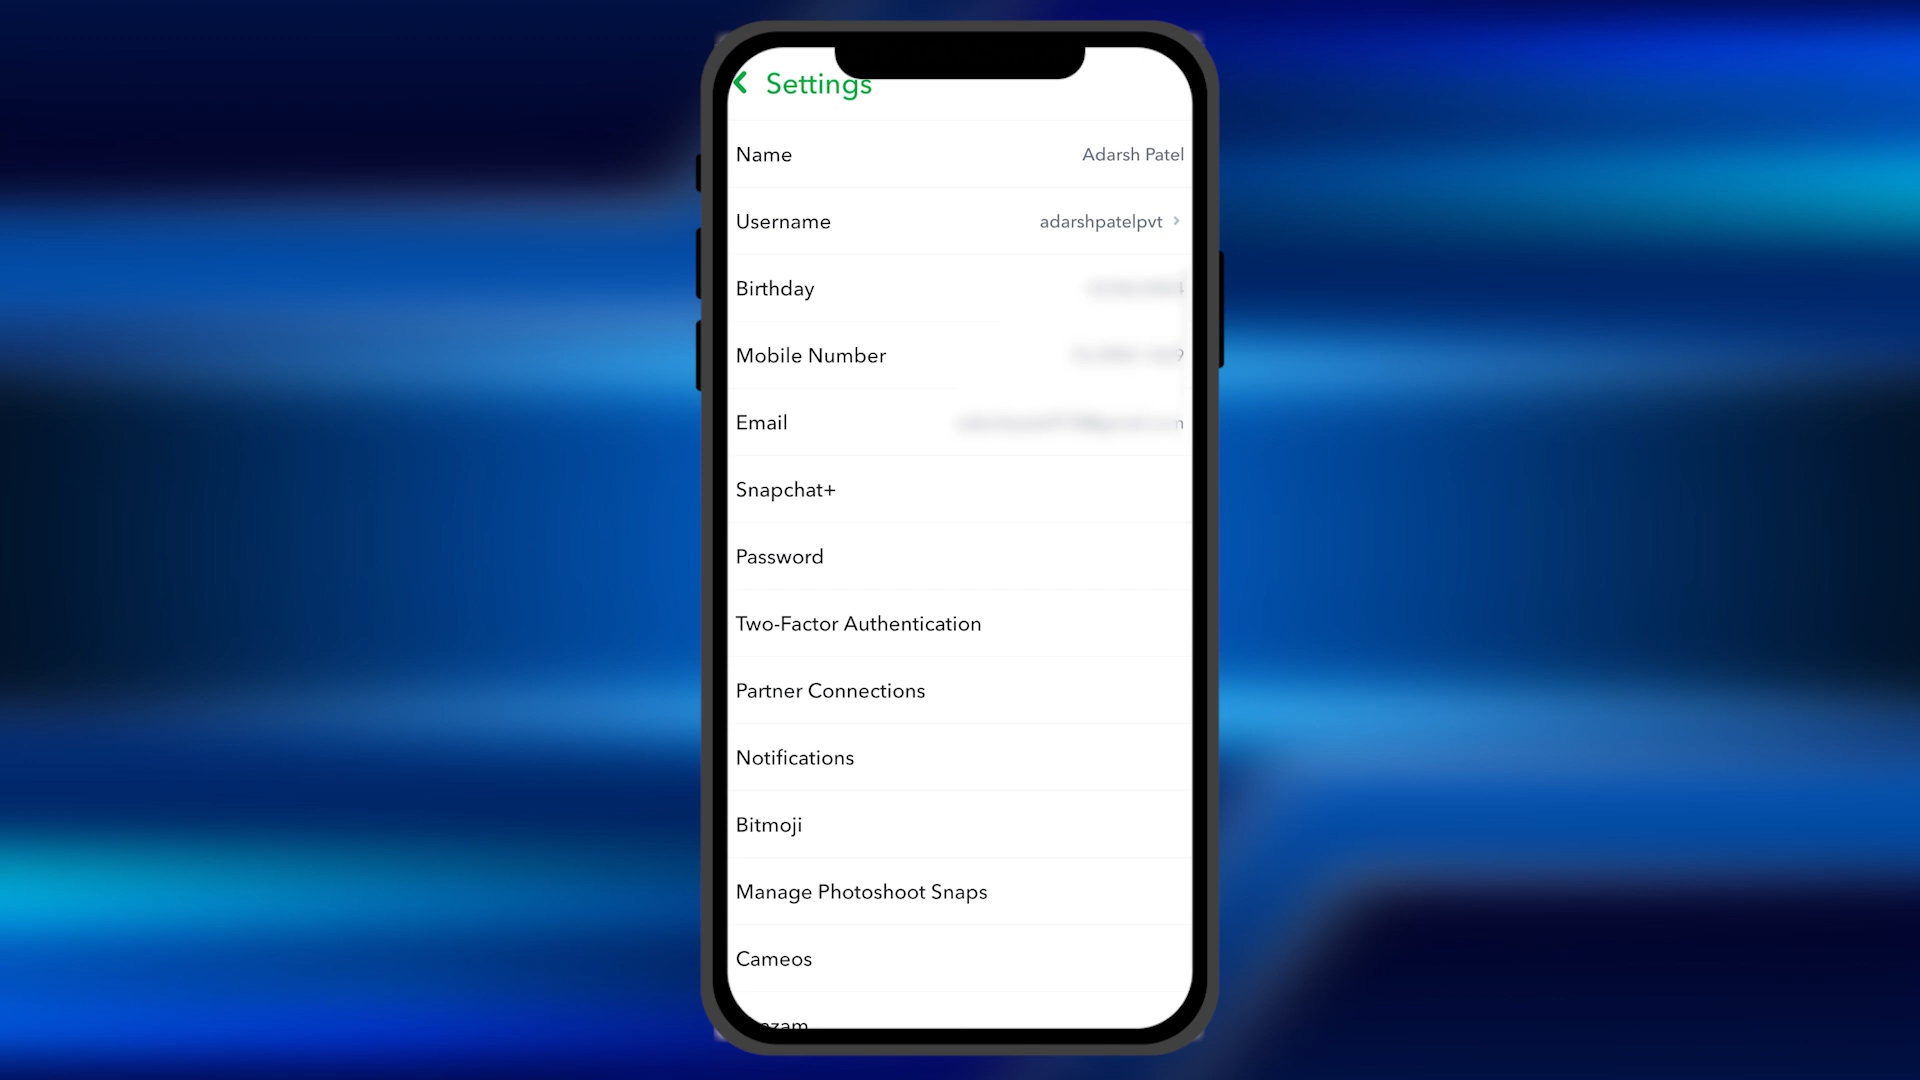 Settings
Name Adarsh Patel
Username adarshpatelpvt
Birthday
Mobile Number
Email
Snapchat+
Password
Two-Factor Authentication
Partner Connections
Notifications
Bitmoji
Manage Photoshoot Snaps
Cameos